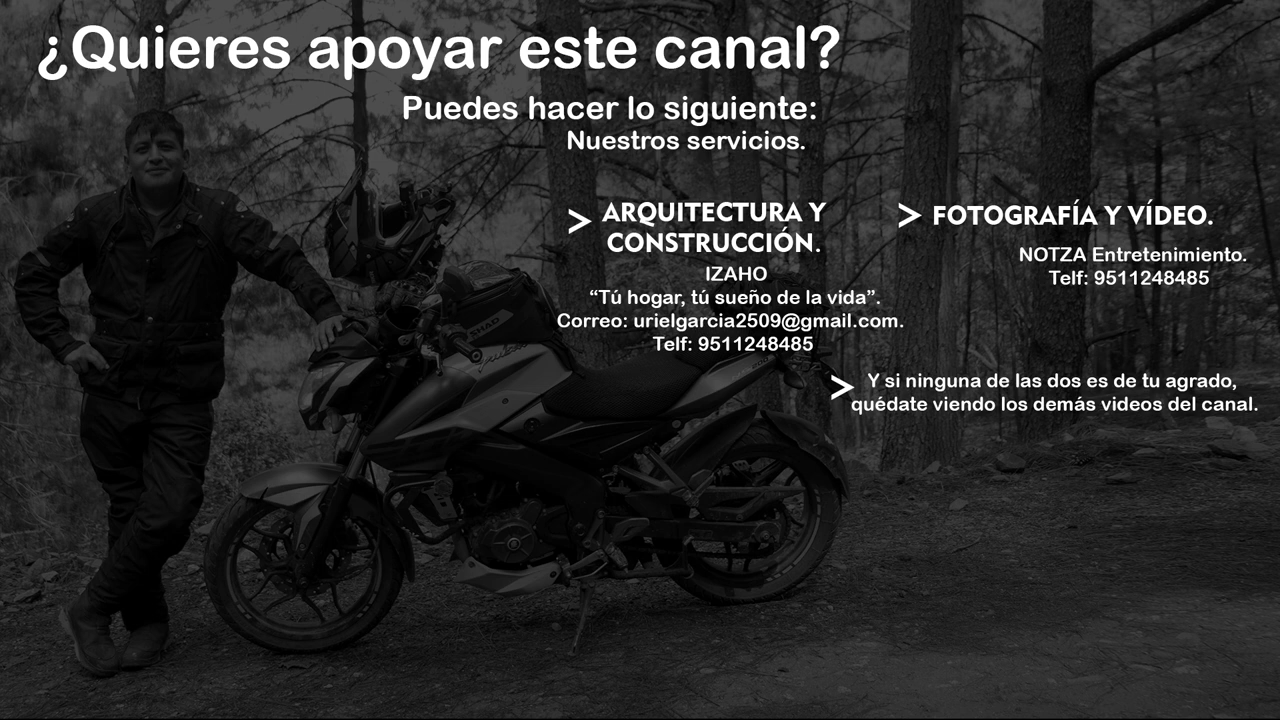 ¿Quieres apoyar este canal?
Puedes hacer lo siguiente:
Nuestros servicios.
> ARQUITECTURA Y
CONSTRUCCIÓN.
IZAHO
“Tú hogar, tú sueño de la vida”.
Correo: urielgarcia2509@gmail.com.
Telf: 9511248485
> FOTOGRAFÍA Y VÍDEO.
NOTZA Entretenimiento.
Telf: 9511248485
> Y si ninguna de las dos es de tu agrado,
quédate viendo los demás videos del canal.
SHAD